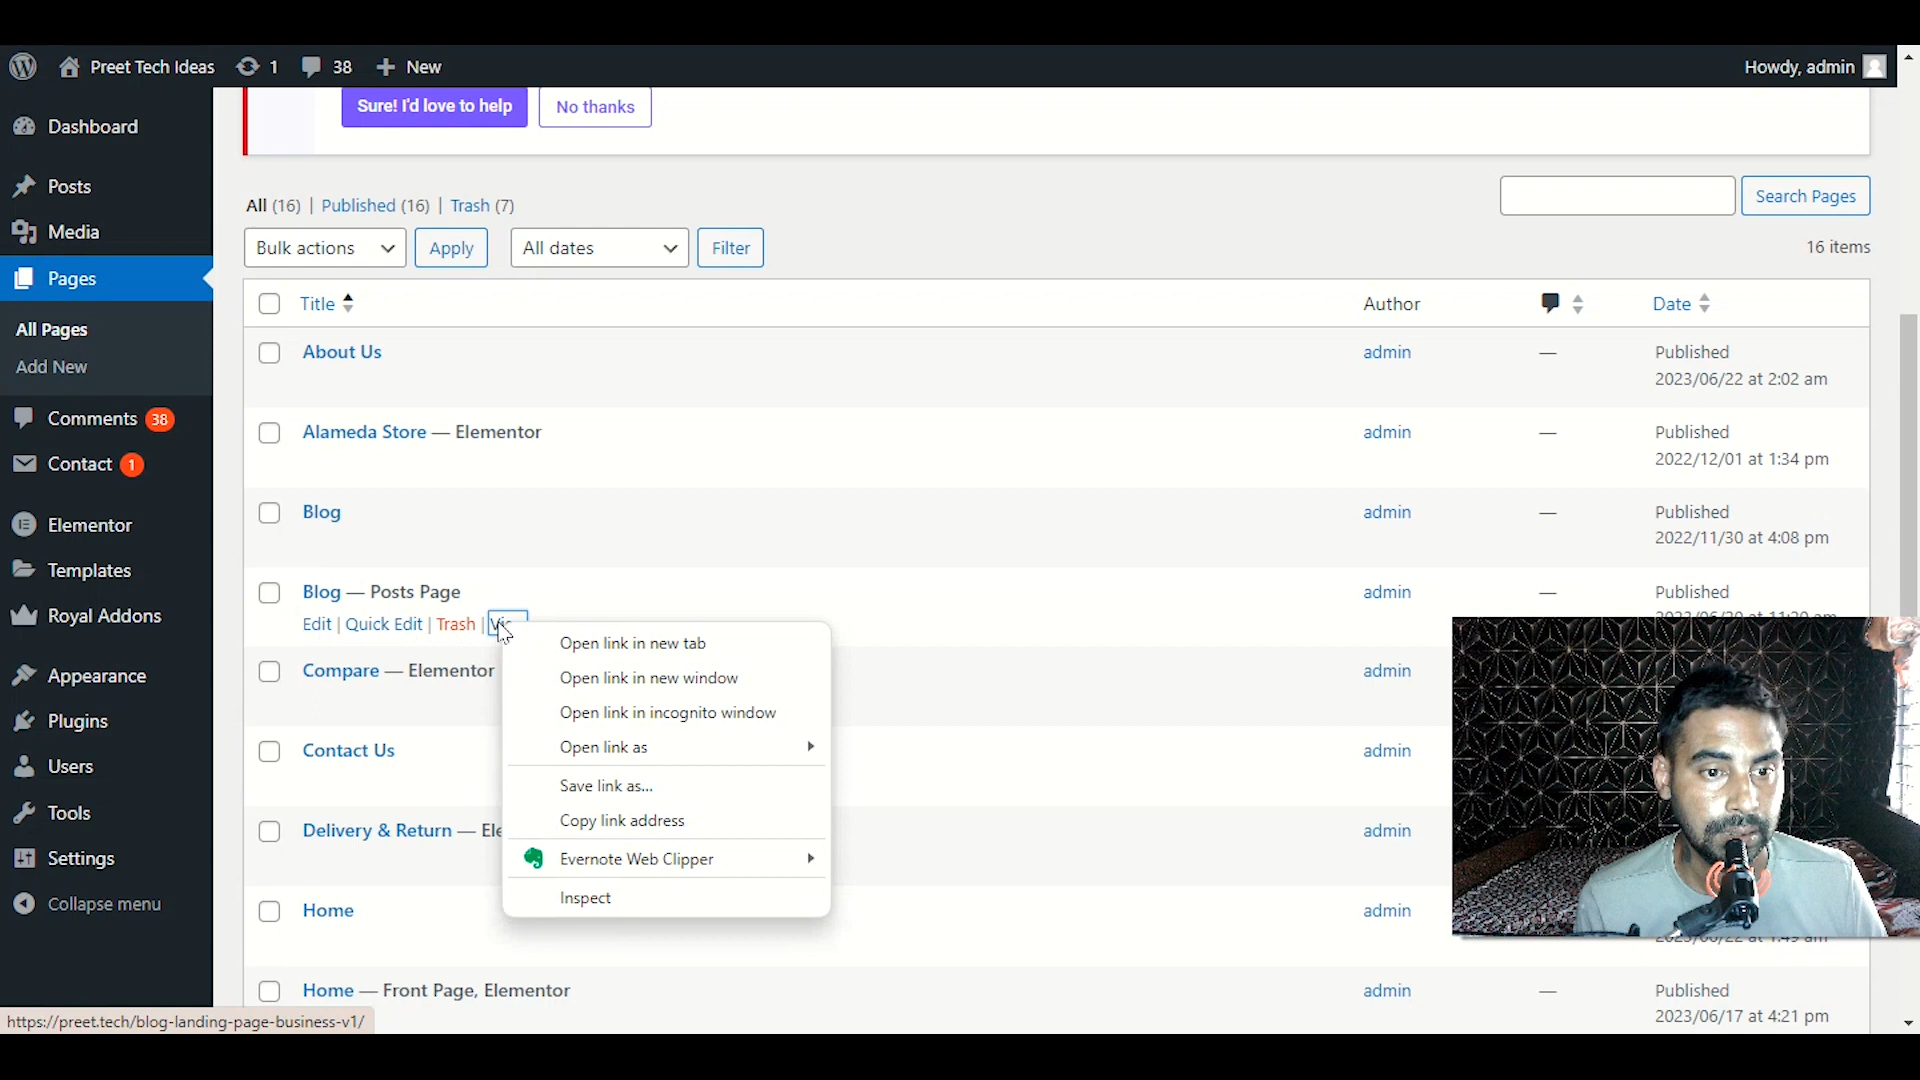 Preet Tech Ideas 1 38 New Howdy, admin
Sure! I'd love to help No thanks
Dashboard
Posts
Media
Pages
All Pages
Add New
Comments 38
Contact 1
Elementor
Templates
Royal Addons
Appearance
Plugins
Users
Tools
Settings
Collapse menu
All (16) | Published (16) | Trash (7)
Search Pages
Bulk actions Apply All dates Filter 16 items
Title Author Date
About Us admin — Published
2023/06/22 at 2:02 am
Alameda Store — Elementor admin — Published
2022/12/01 at 1:34 pm
Blog admin — Published
2022/11/30 at 4:08 pm
Blog — Posts Page admin — Published
Edit | Quick Edit | Trash |
Compare — Elementor admin
Contact Us admin
Delivery & Return — Ele admin
Home admin
Home — Front Page, Elementor admin — Published
2023/06/17 at 4:21 pm
Open link in new tab
Open link in new window
Open link in incognito window
Open link as
Save link as...
Copy link address
Evernote Web Clipper
Inspect
https://preet.tech/blog-landing-page-business-v1/